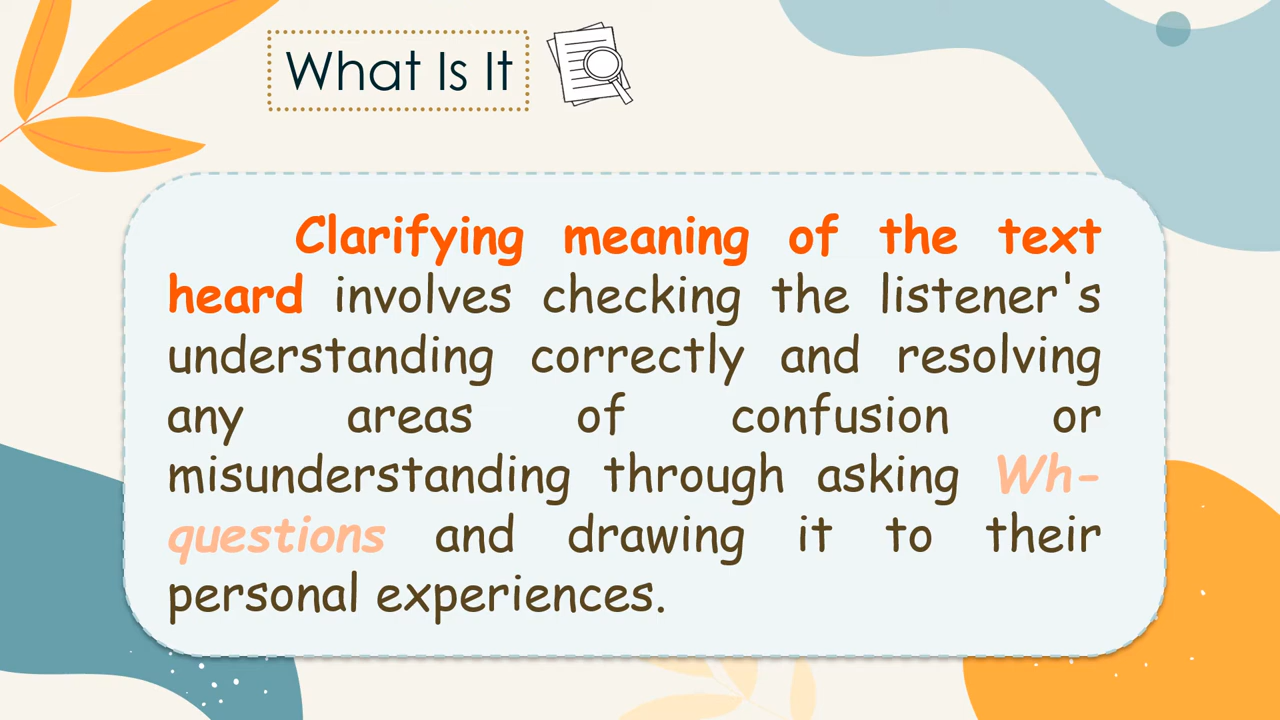 What Is It
Clarifying meaning of the text
heard involves checking the listener's
understanding correctly and resolving
any areas of confusion or
misunderstanding through asking Wh-
questions and drawing it to their
personal experiences.